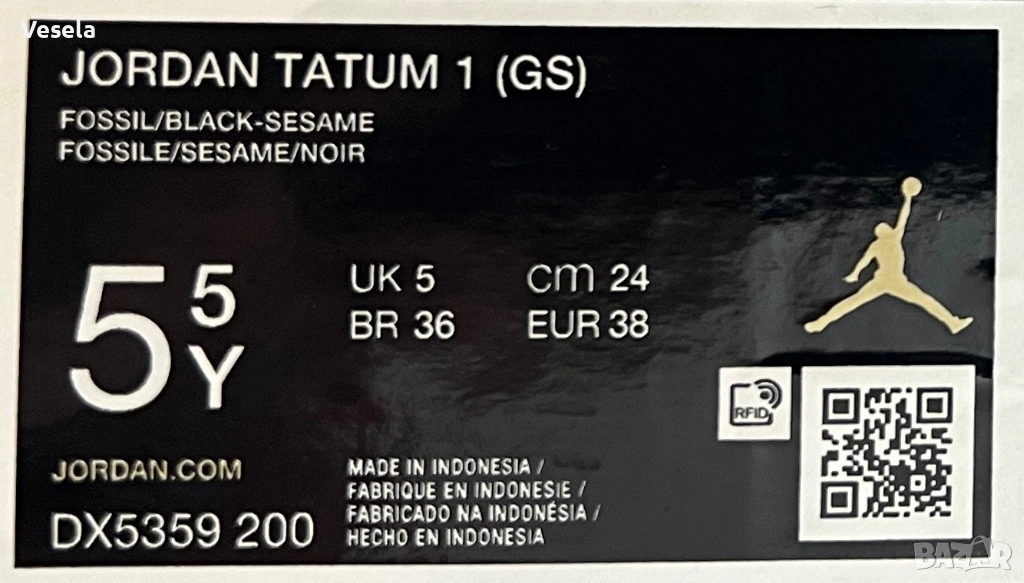 Vesela
JORDAN TATUM 1 (GS)
FOSSIL/BLACK-SESAME
FOSSILE/SESAME/NOIR
5 5 Y
UK 5 cm 24
BR 36 EUR 38
RFID
JORDAN.COM
DX5359 200
MADE IN INDONESIA /
FABRIQUE EN INDONESIE /
FABRICADO NA INDONÉSIA /
HECHO EN INDONESIA
BAZAR